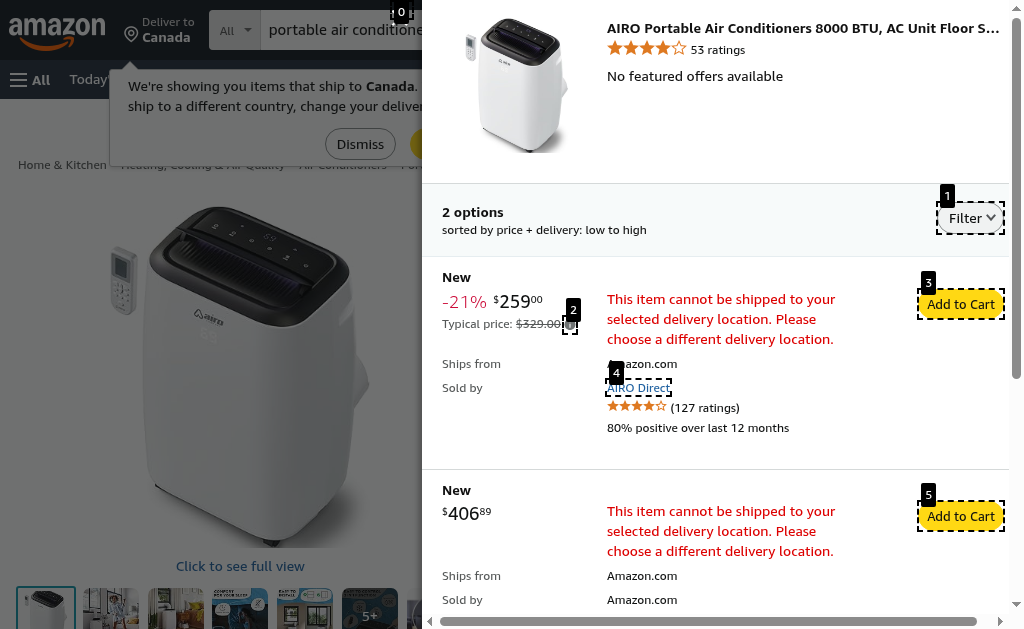 amazon
Deliver to
Canada
All
portable air conditione
0
All
Today'
We're showing you items that ship to Canada.
ship to a different country, change your deliver
Dismiss
Home & Kitchen
Heating, Cooling & Air Quality
Air Conditioners
airo
Click to see full view
5+
AIRO Portable Air Conditioners 8000 BTU, AC Unit Floor S...
53 ratings
No featured offers available
2 options
sorted by price + delivery: low to high
1
Filter
New
-21% $25900
Typical price: $329.00
2
This item cannot be shipped to your
selected delivery location. Please
choose a different delivery location.
3
Add to Cart
Ships from
Amazon.com
4
Sold by
AIRO Direct
(127 ratings)
80% positive over last 12 months
New
$40689
This item cannot be shipped to your
selected delivery location. Please
choose a different delivery location.
5
Add to Cart
Ships from
Amazon.com
Sold by
Amazon.com